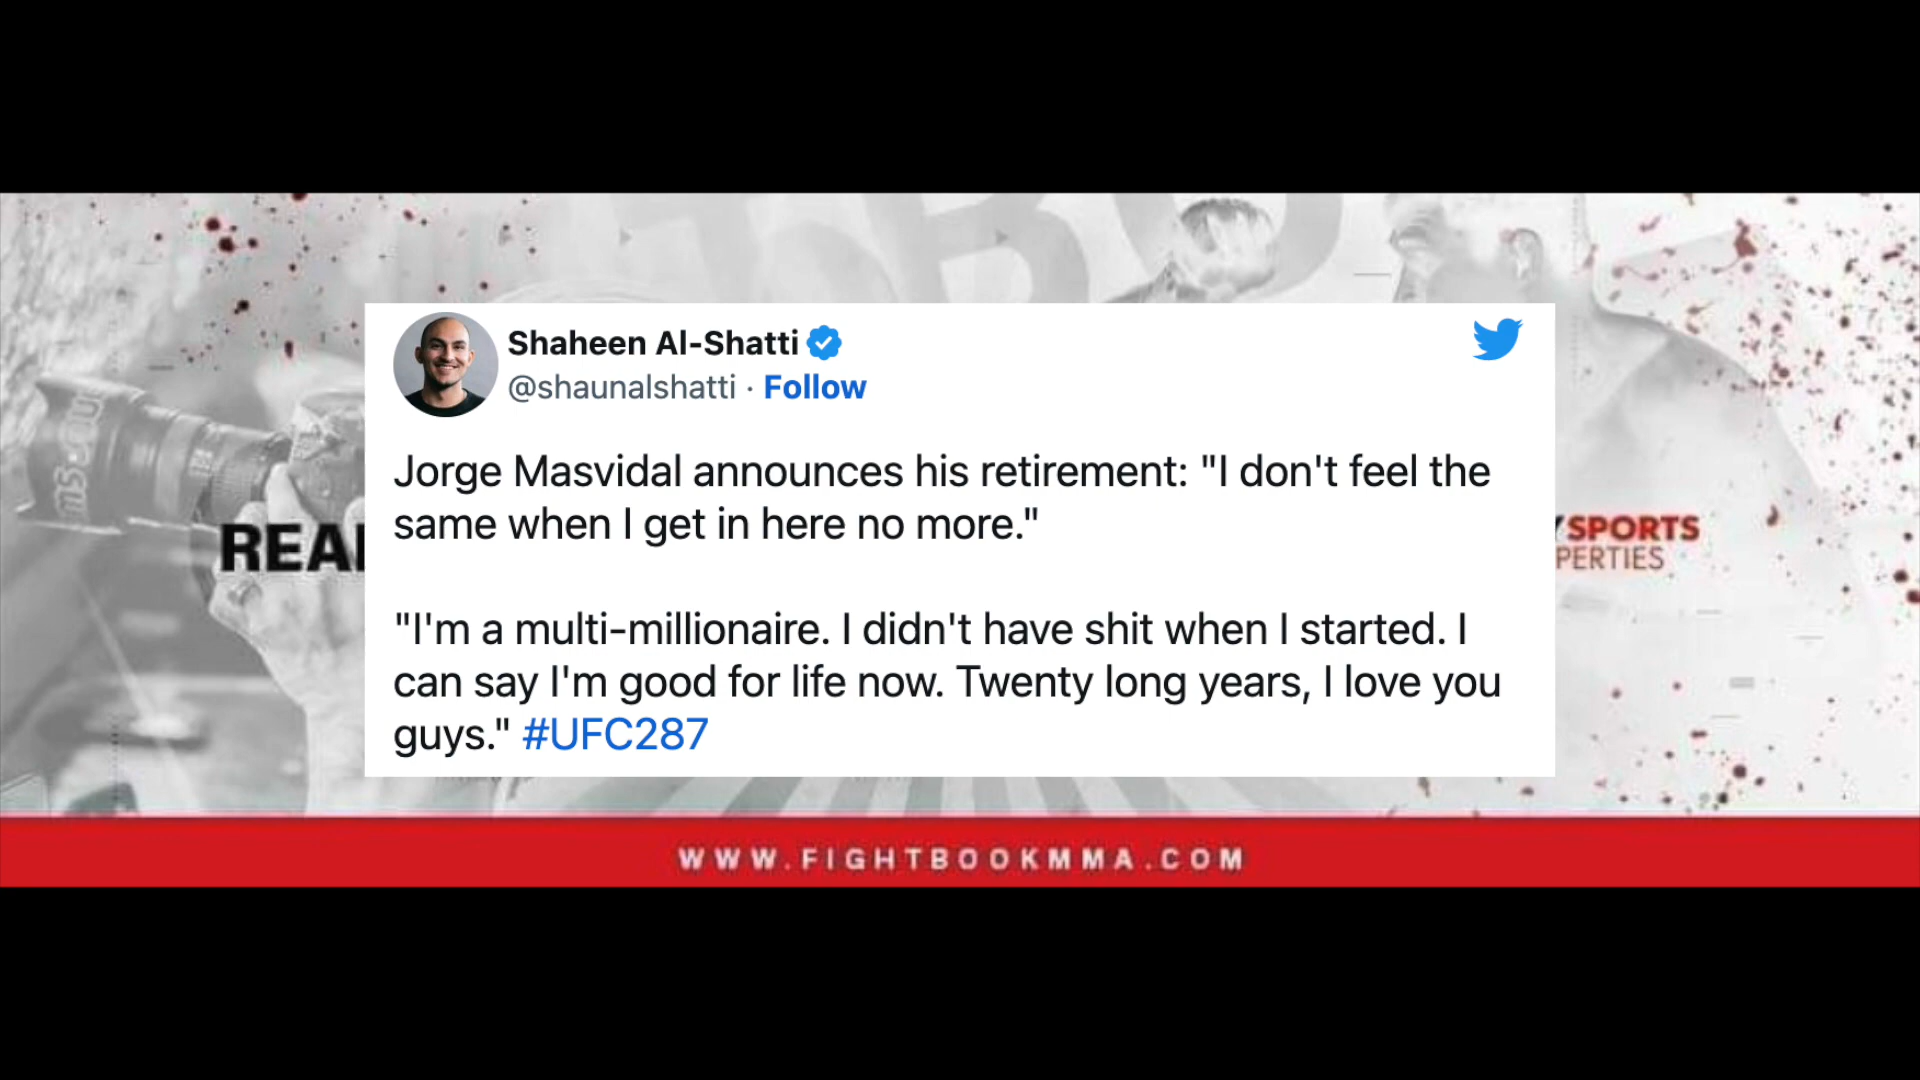 Shaheen Al-Shatti
@shaunalshatti · Follow
Jorge Masvidal announces his retirement: "I don't feel the
same when I get in here no more."
"I'm a multi-millionaire. I didn't have shit when I started. I
can say I'm good for life now. Twenty long years, I love you
guys." #UFC287
SPORTS
WWW.FIGHTBOOKMMA.COM